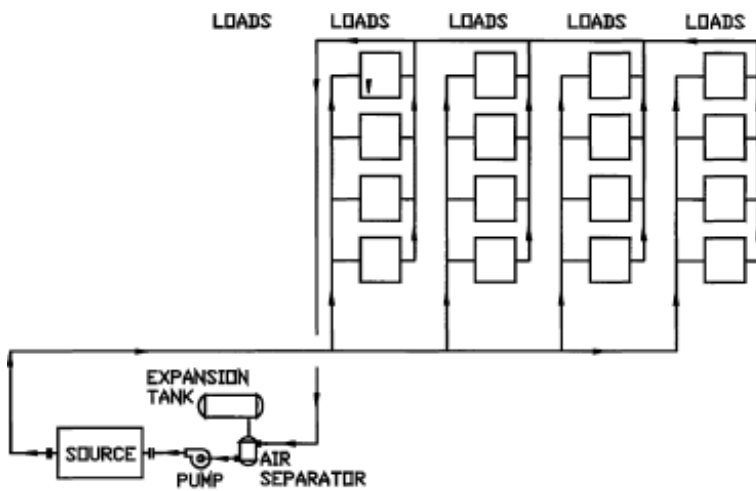 LOADS LOADS LOADS LOADS LOADS
EXPANSION
TANK
SOURCE
PUMP
AIR
SEPARATOR